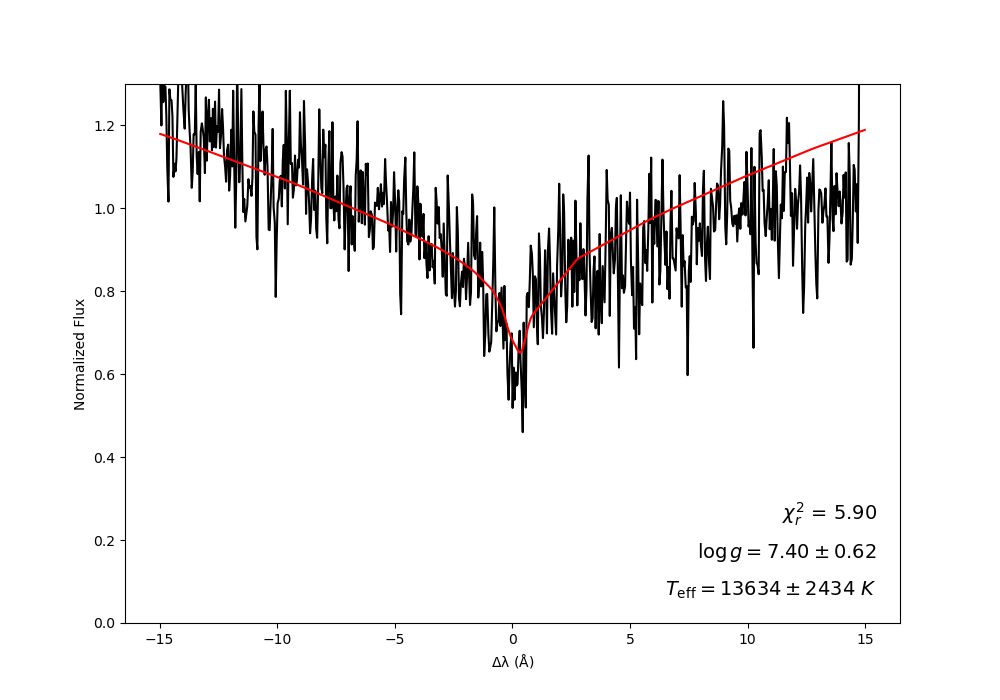 1.2
1.0
0.8
0.6
0.4
0.2
0.0
Normalized Flux
χ²ᵣ = 5.90
log g = 7.40 ± 0.62
T_eff = 13634 ± 2434 K
−15 −10 −5 0 5 10 15
Δλ (Å)